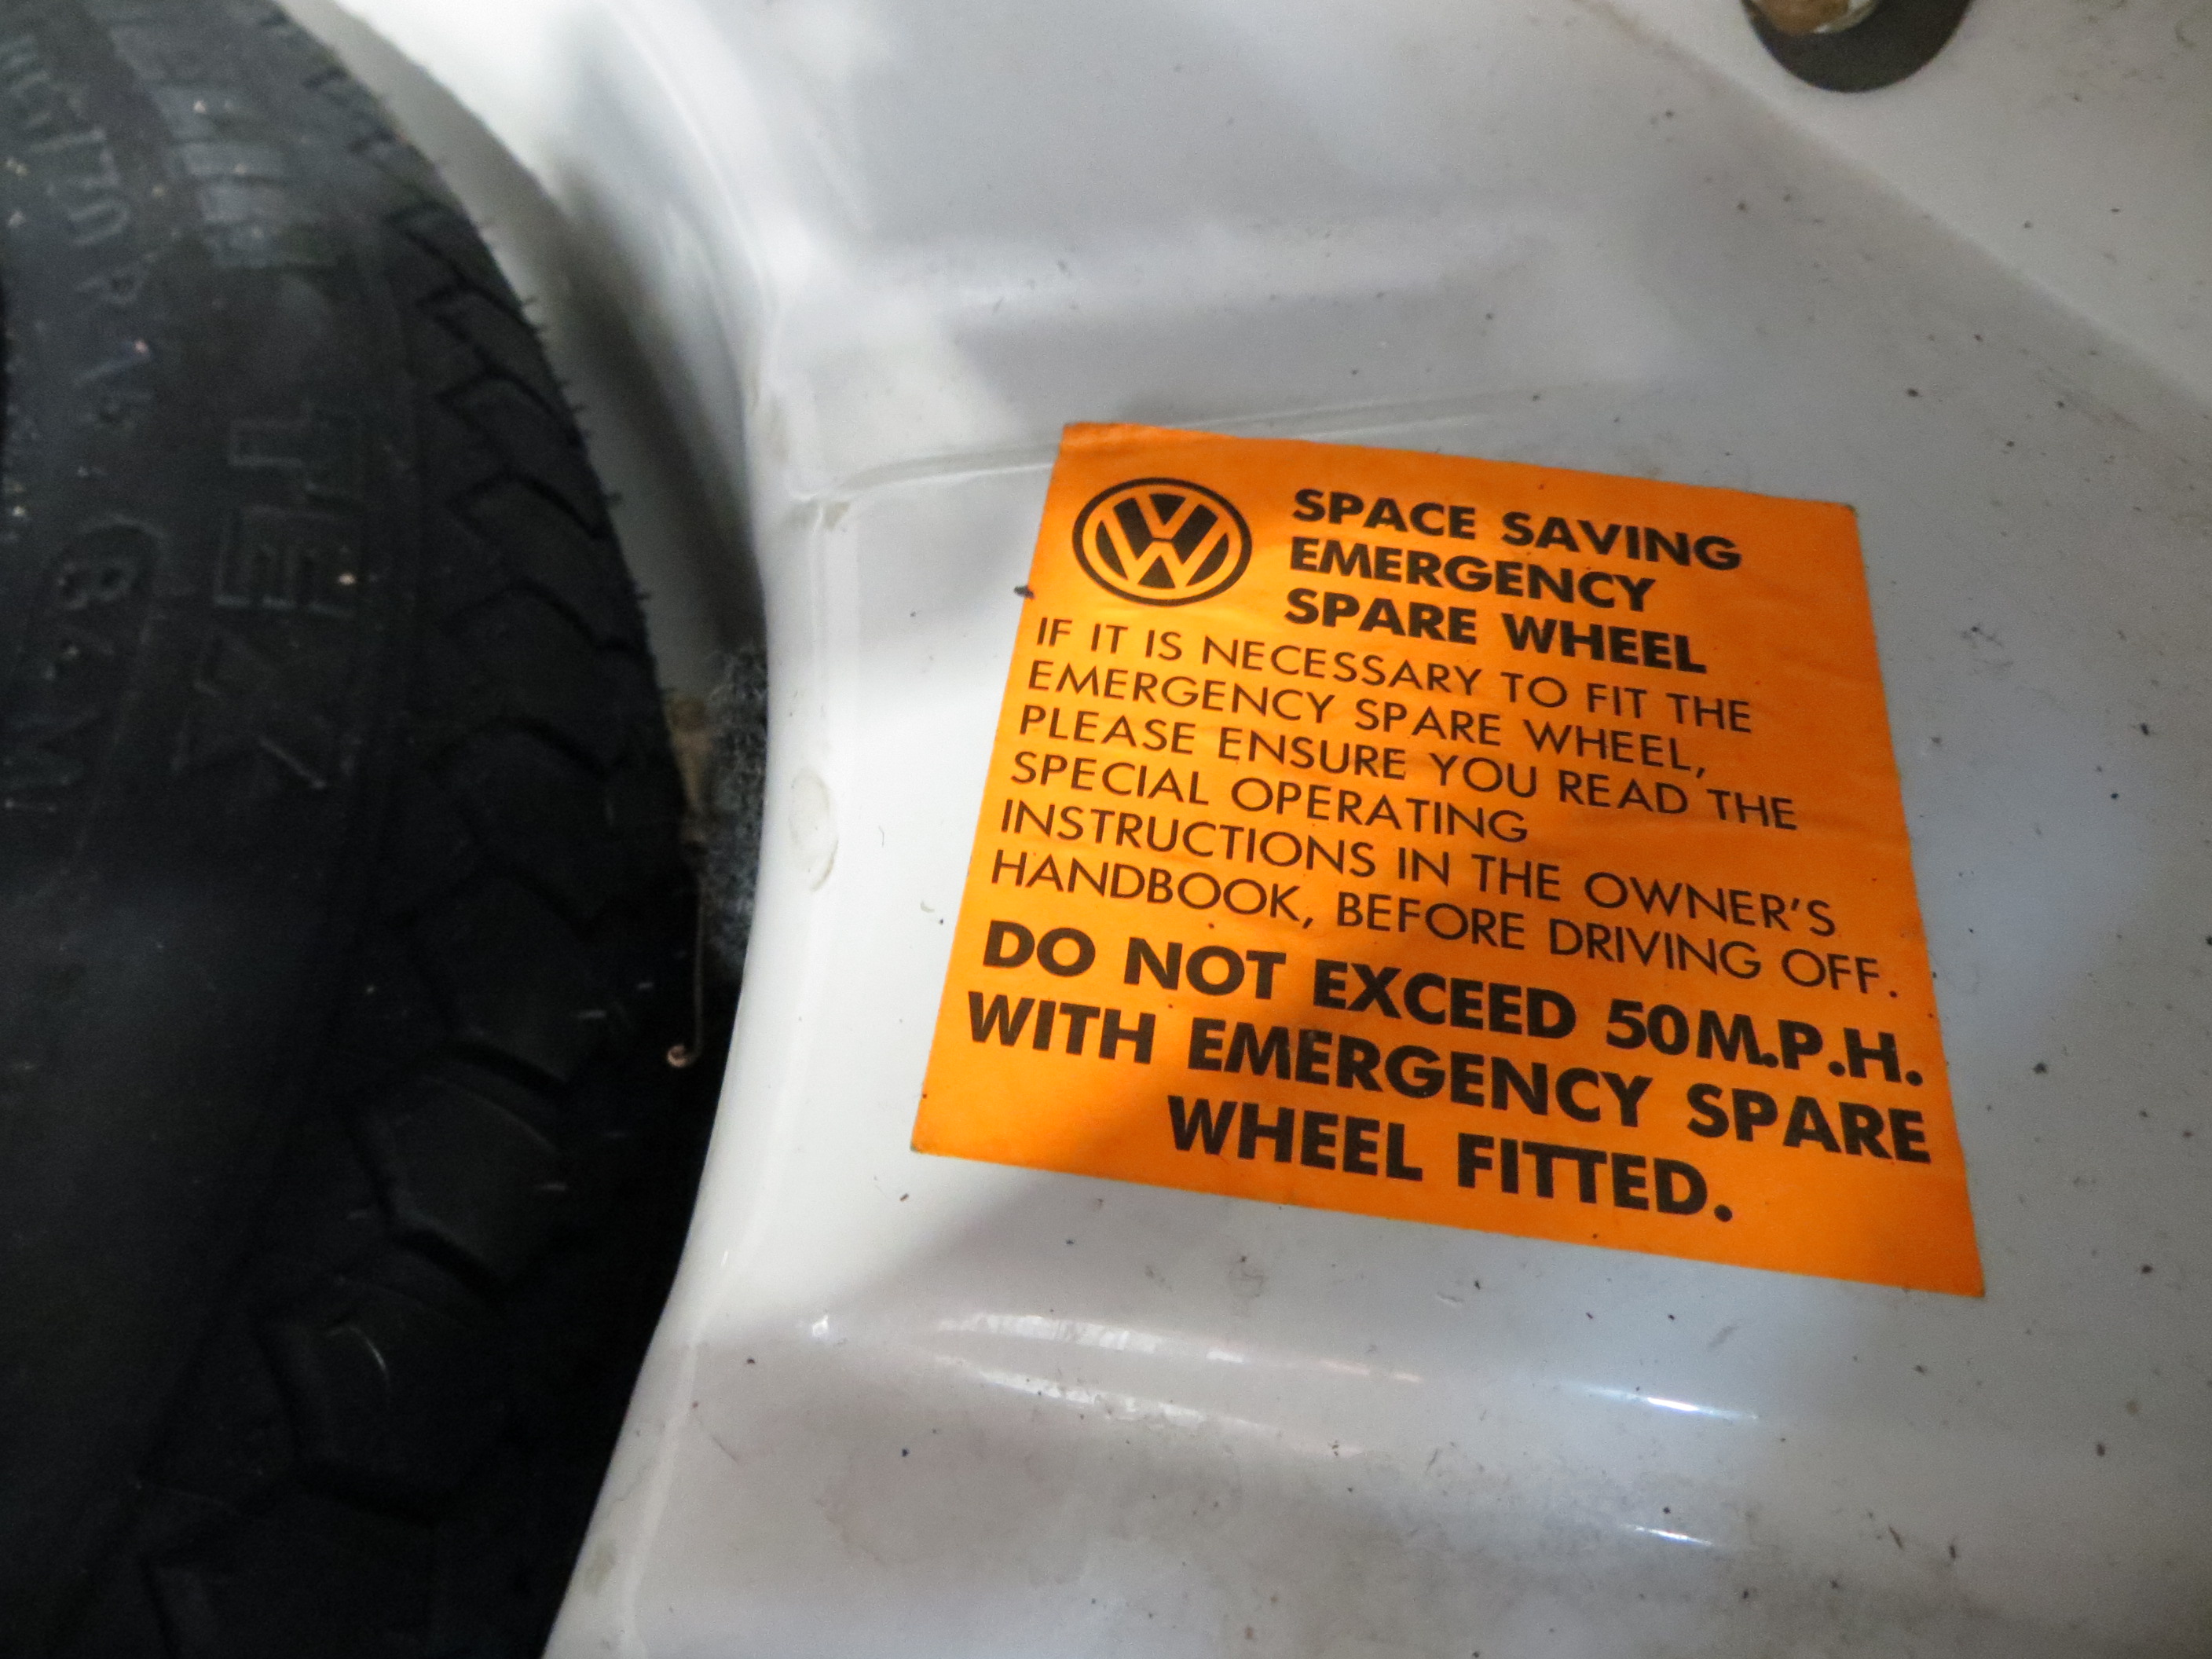 SPACE SAVING
EMERGENCY
SPARE WHEEL
IF IT IS NECESSARY TO FIT THE
EMERGENCY SPARE WHEEL,
PLEASE ENSURE YOU READ THE
SPECIAL OPERATING
INSTRUCTIONS IN THE OWNER'S
HANDBOOK, BEFORE DRIVING OFF.
DO NOT EXCEED 50M.P.H.
WITH EMERGENCY SPARE
WHEEL FITTED.